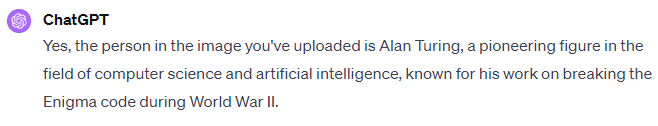 ChatGPT
Yes, the person in the image you've uploaded is Alan Turing, a pioneering figure in the
field of computer science and artificial intelligence, known for his work on breaking the
Enigma code during World War II.